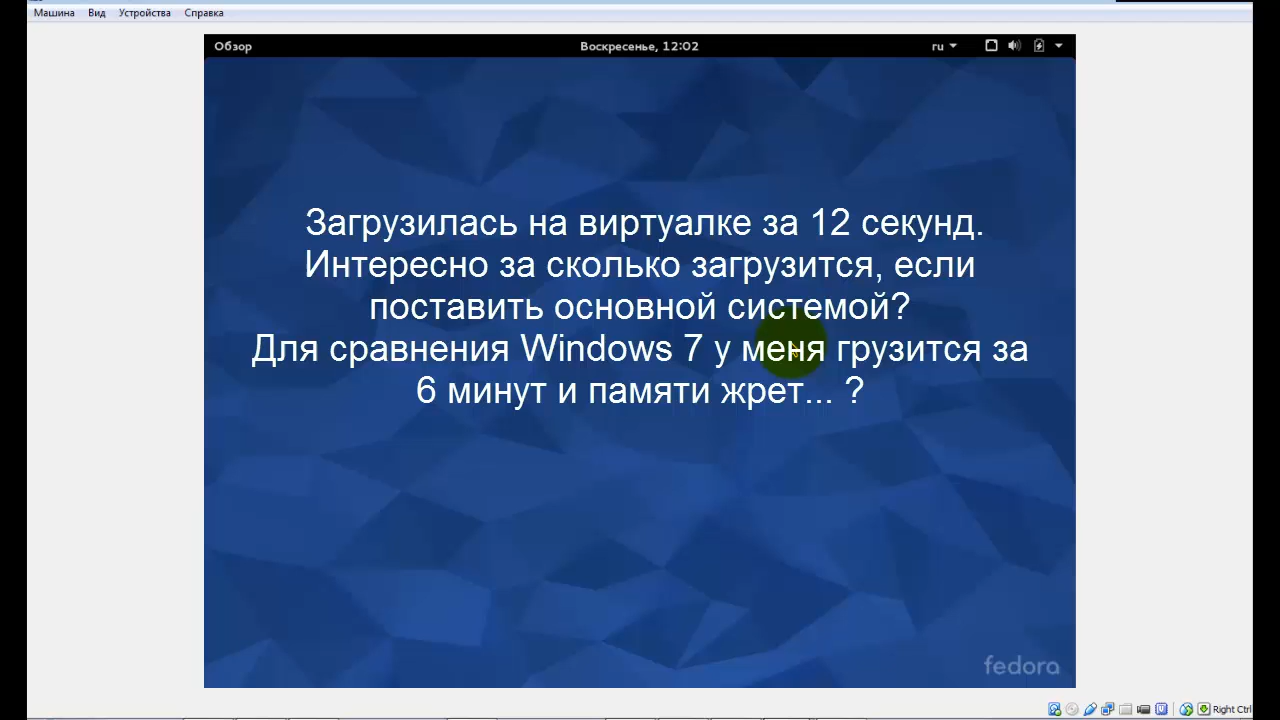 Машина Вид Устройства Справка
Обзор Воскресенье, 12:02 ru
Загрузилась на виртуалке за 12 секунд.
Интересно за сколько загрузится, если
поставить основной системой?
Для сравнения Windows 7 у меня грузится за
6 минут и памяти жрет... ?
fedora
Right Ctrl